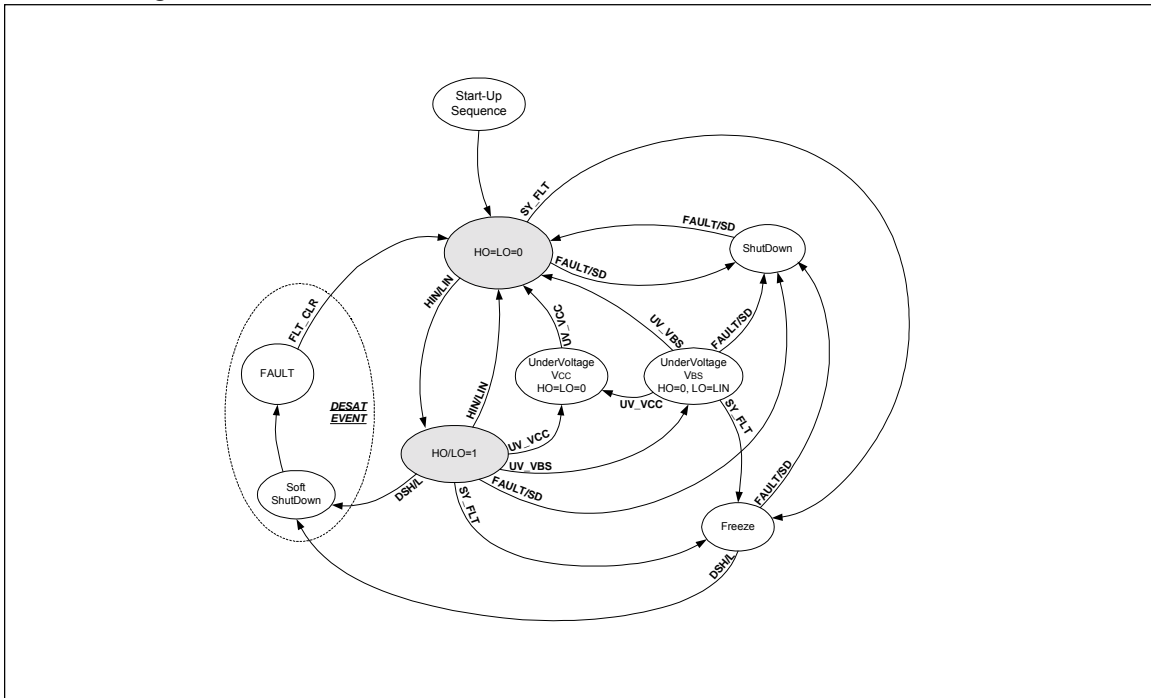 Start-Up
Sequence
SY_FLT
FAULT/SD
HO=LO=0
ShutDown
FAULT/SD
HIN/LIN
FLT_CLR
UV_VCC
UV_VBS
FAULT/SD
UnderVoltage
VCC
HO=LO=0
UnderVoltage
VBS
HO=0, LO=LIN
FAULT
HIN/LIN
UV_VCC
DESAT
EVENT
SY_FLT
UV_VCC
HO/LO=1
UV_VBS
FAULT/SD
FAULT/SD
DSH/L
SY_FLT
Soft
ShutDown
Freeze
DSH/L